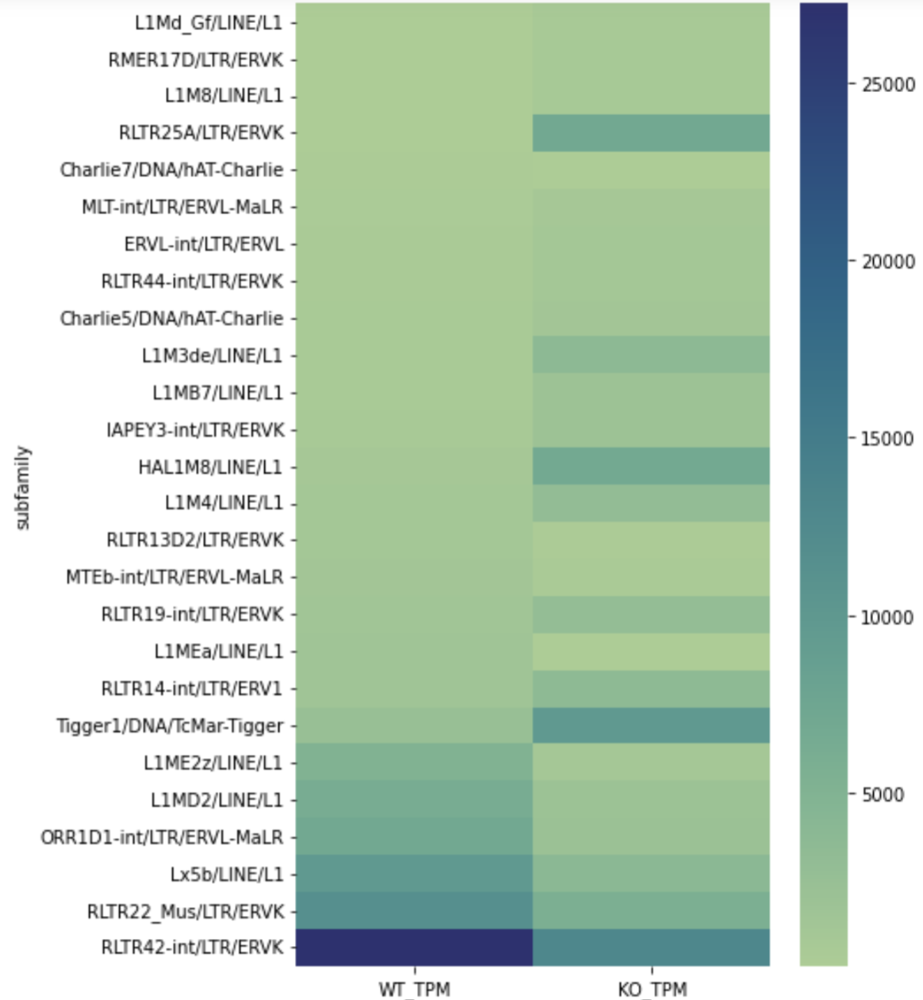 L1Md_Gf/LINE/L1
RMER17D/LTR/ERVK
L1M8/LINE/L1
RLTR25A/LTR/ERVK
Charlie7/DNA/hAT-Charlie
MLT-int/LTR/ERVL-MaLR
ERVL-int/LTR/ERVL
RLTR44-int/LTR/ERVK
Charlie5/DNA/hAT-Charlie
L1M3de/LINE/L1
L1MB7/LINE/L1
IAPEY3-int/LTR/ERVK
HAL1M8/LINE/L1
L1M4/LINE/L1
RLTR13D2/LTR/ERVK
MTEb-int/LTR/ERVL-MaLR
RLTR19-int/LTR/ERVK
L1MEa/LINE/L1
RLTR14-int/LTR/ERV1
Tigger1/DNA/TcMar-Tigger
L1ME2z/LINE/L1
L1MD2/LINE/L1
ORR1D1-int/LTR/ERVL-MaLR
Lx5b/LINE/L1
RLTR22_Mus/LTR/ERVK
RLTR42-int/LTR/ERVK
subfamily
WT_TPM
KO_TPM
25000
20000
15000
10000
5000